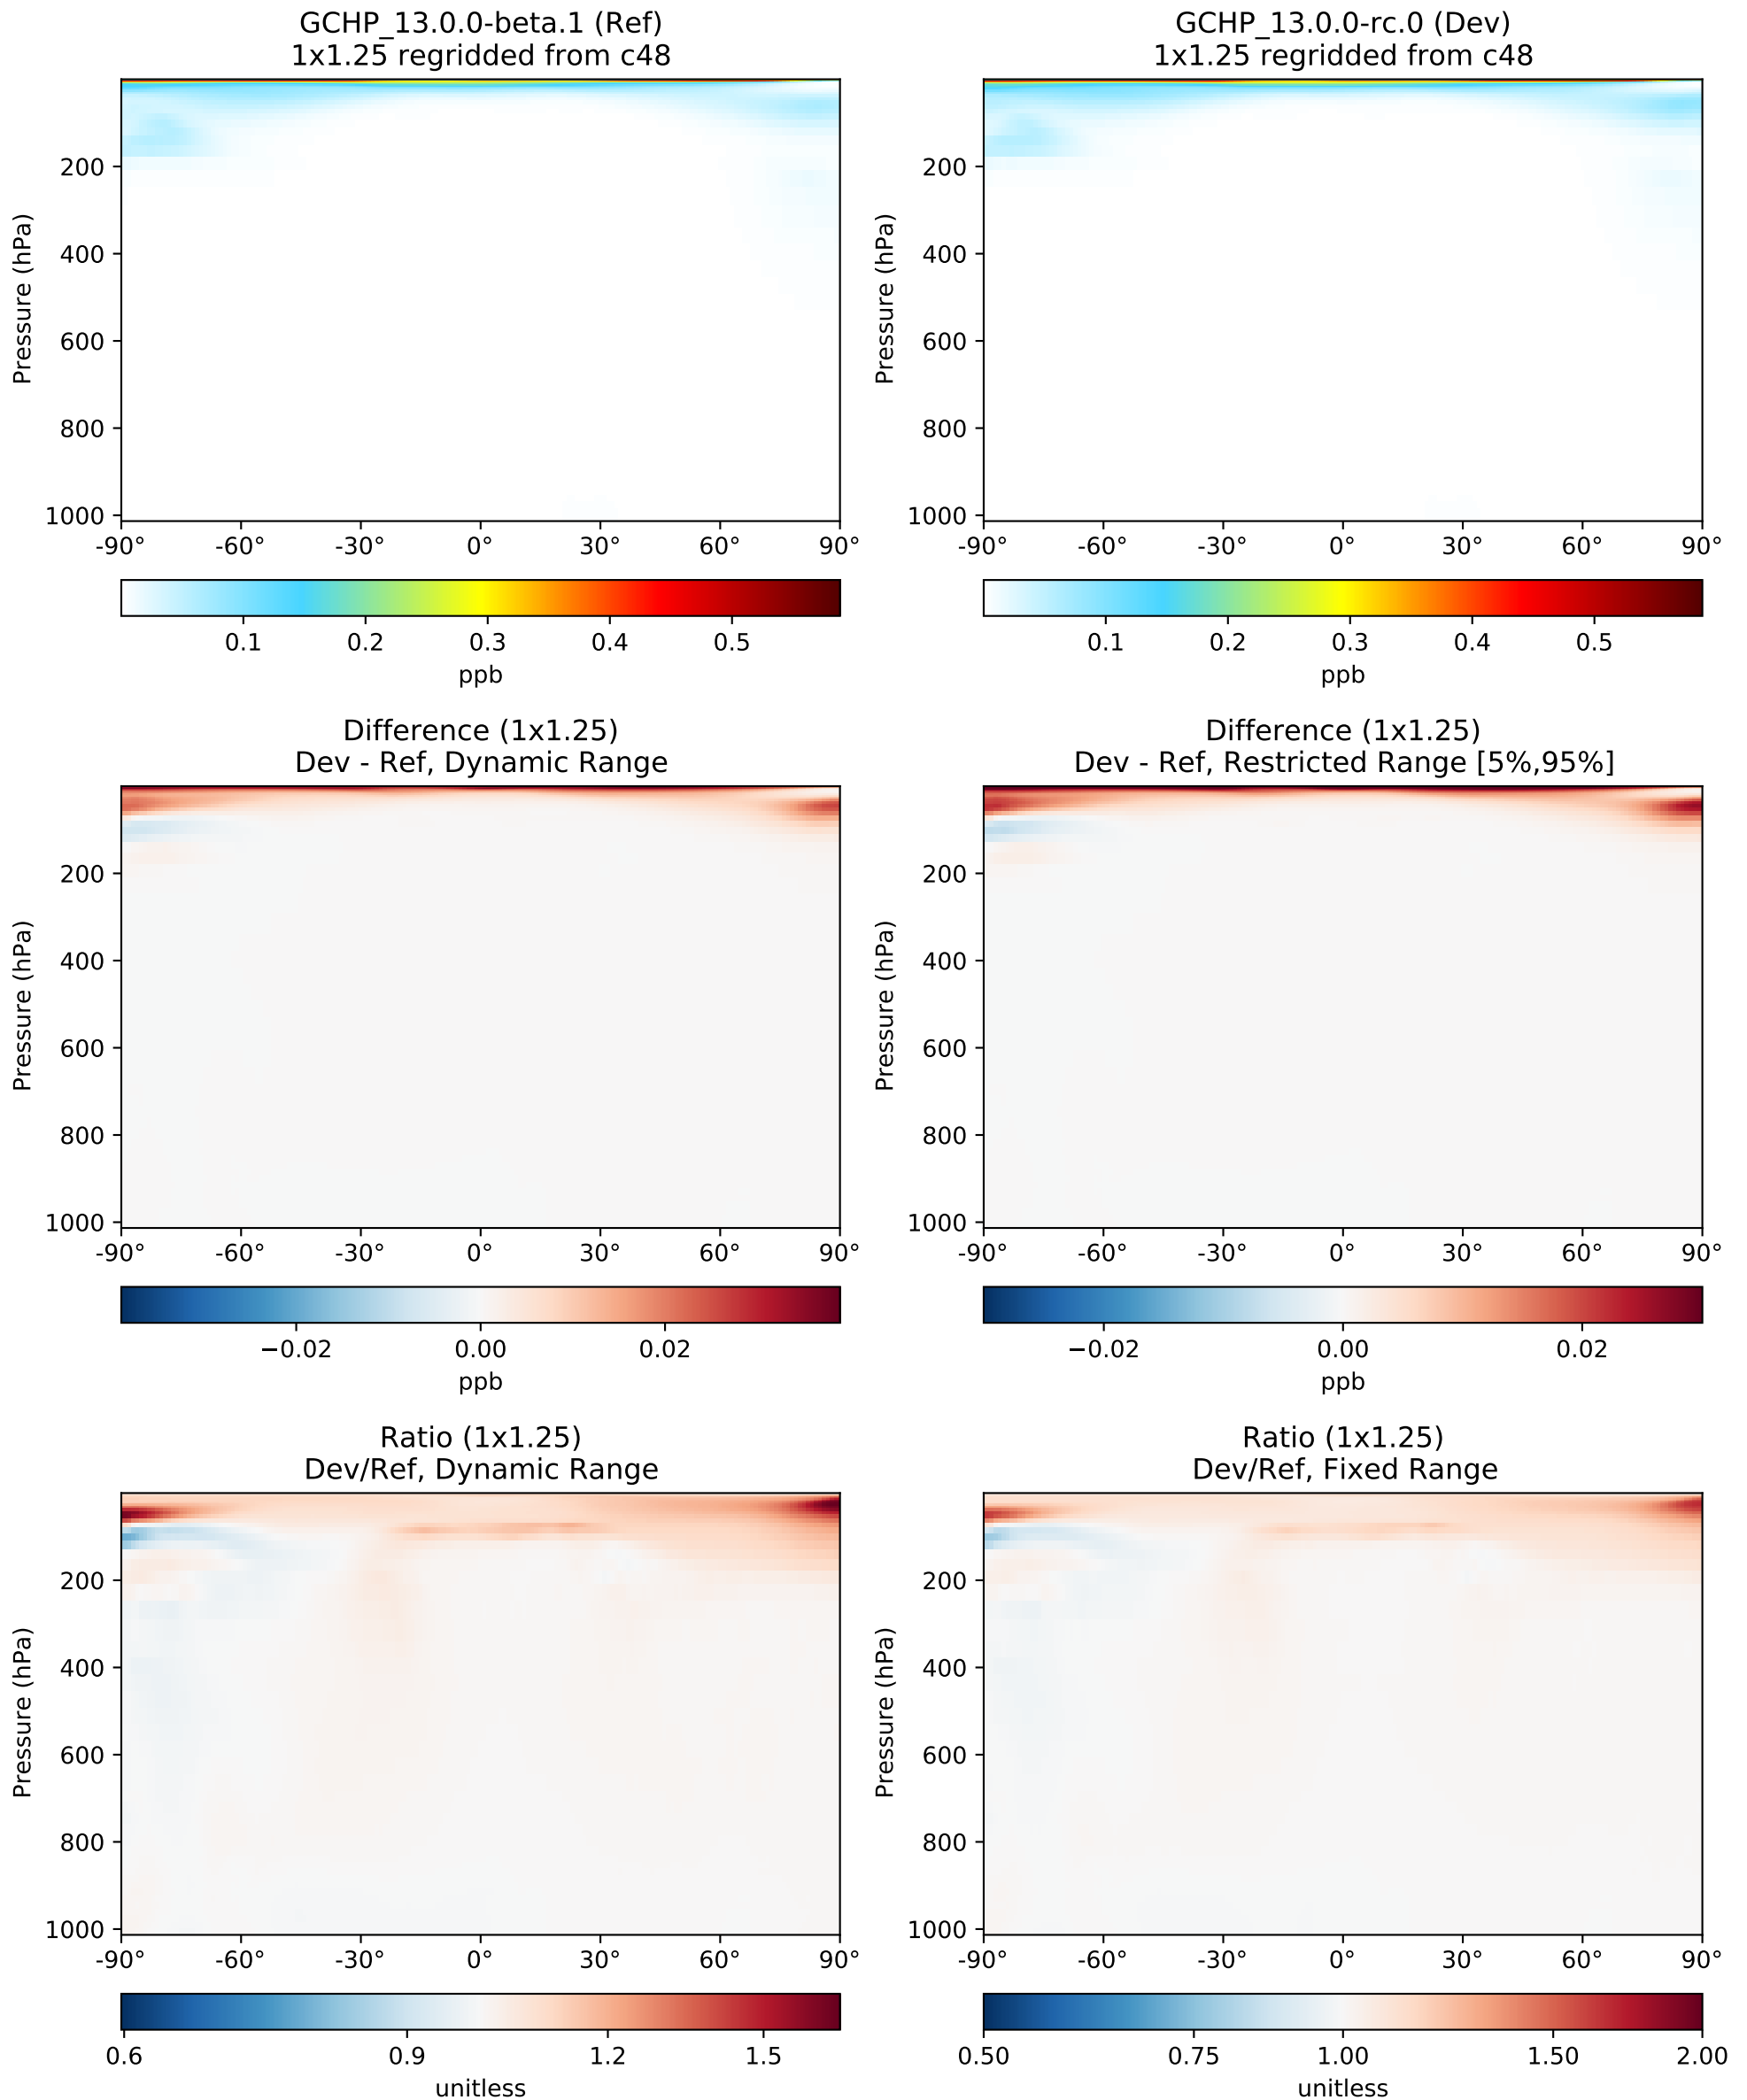 GCHP_13.0.0-beta.1 (Ref)
1x1.25 regridded from c48
Pressure (hPa)
200
400
600
800
1000
-90° -60° -30° 0° 30° 60° 90°
0.1 0.2 0.3 0.4 0.5
ppb
GCHP_13.0.0-rc.0 (Dev)
1x1.25 regridded from c48
Pressure (hPa)
200
400
600
800
1000
-90° -60° -30° 0° 30° 60° 90°
0.1 0.2 0.3 0.4 0.5
ppb
Difference (1x1.25)
Dev - Ref, Dynamic Range
Pressure (hPa)
200
400
600
800
1000
-90° -60° -30° 0° 30° 60° 90°
−0.02 0.00 0.02
ppb
Difference (1x1.25)
Dev - Ref, Restricted Range [5%,95%]
Pressure (hPa)
200
400
600
800
1000
-90° -60° -30° 0° 30° 60° 90°
−0.02 0.00 0.02
ppb
Ratio (1x1.25)
Dev/Ref, Dynamic Range
Pressure (hPa)
200
400
600
800
1000
-90° -60° -30° 0° 30° 60° 90°
0.6 0.9 1.2 1.5
unitless
Ratio (1x1.25)
Dev/Ref, Fixed Range
Pressure (hPa)
200
400
600
800
1000
-90° -60° -30° 0° 30° 60° 90°
0.50 0.75 1.00 1.50 2.00
unitless